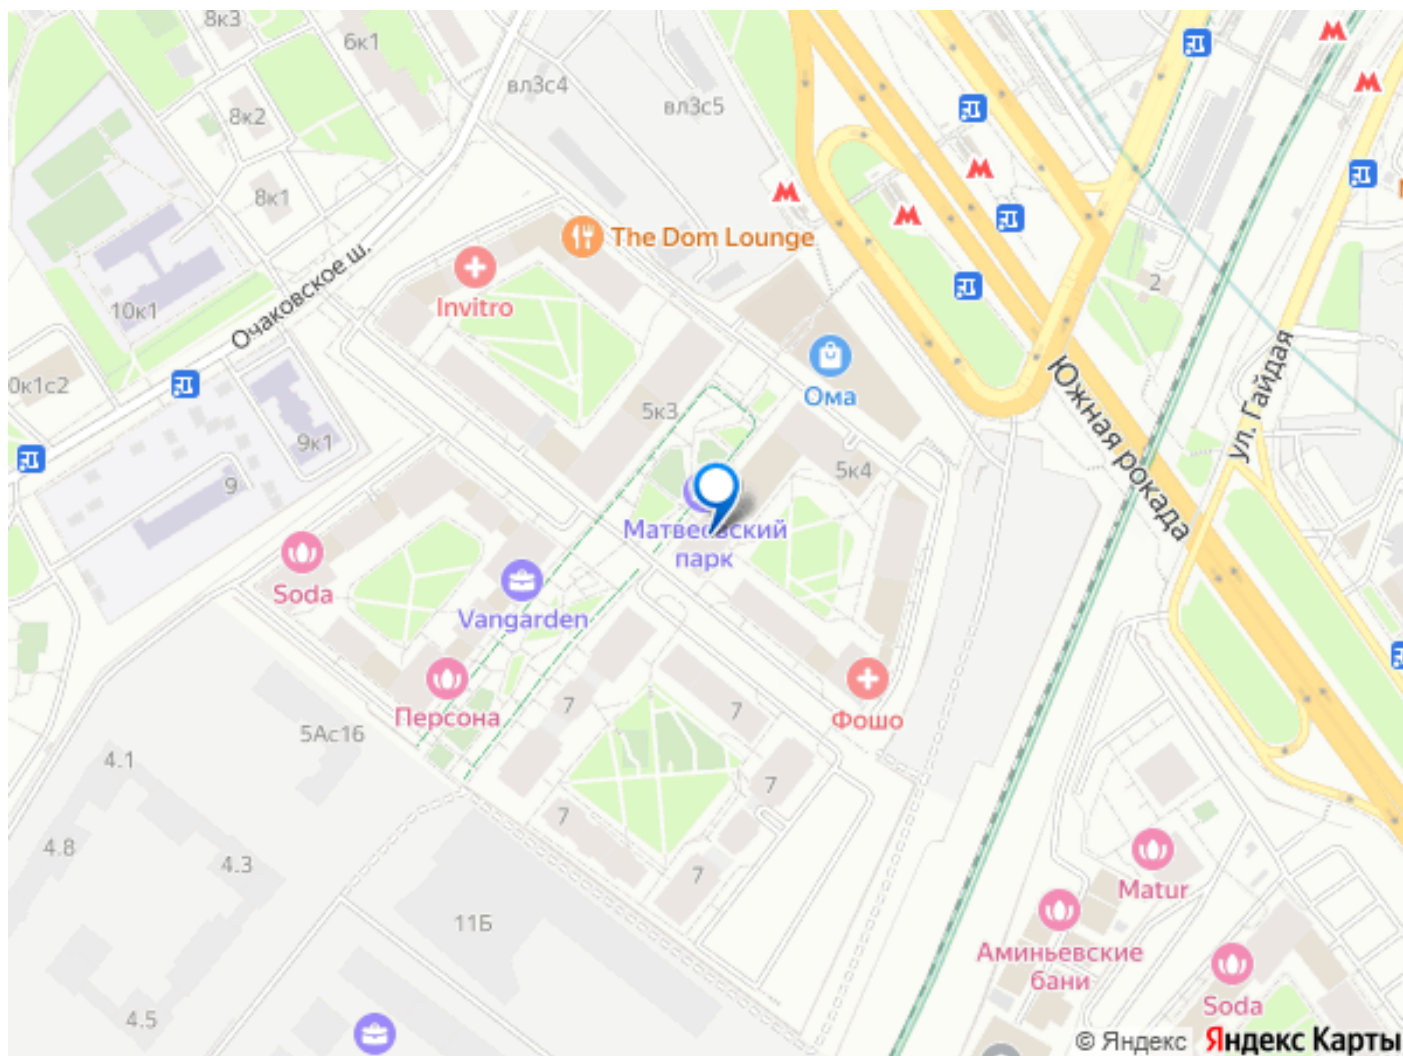 8к3
6к1
вл3с4
вл3с5
8к2
8к1
The Dom Lounge
Invitro
10к1
Очаковское ш.
2
0к1с2
Ома
Южная рокада
ул. Гайдая
5к3
9к1
5к4
9
Матвеевский
парк
Soda
Vangarden
Персона
7
7
Фошо
5Ас16
4.1
7
7
4.8
4.3
7
Matur
11Б
Аминьевские
бани
Soda
4.5
© Яндекс Яндекс Карты